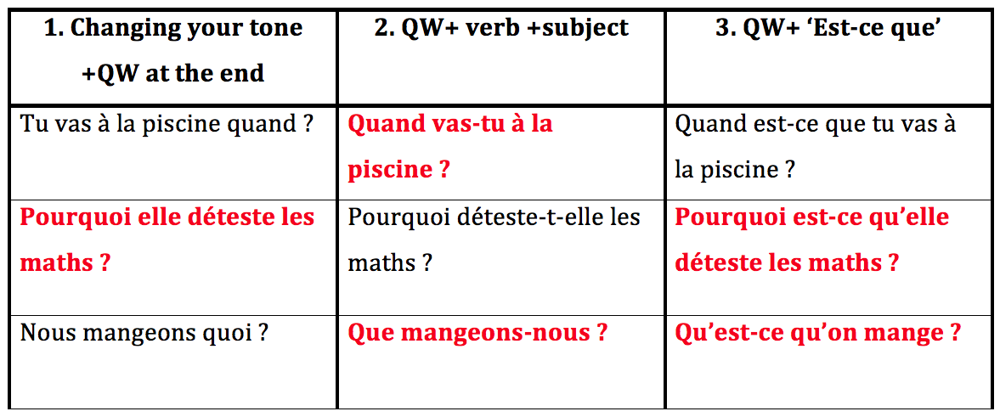 1. Changing your tone
+QW at the end
2. QW+ verb +subject
3. QW+ ‘Est-ce que’
Tu vas à la piscine quand ?
Quand vas-tu à la
piscine ?
Quand est-ce que tu vas à
la piscine ?
Pourquoi elle déteste les
maths ?
Pourquoi déteste-t-elle les
maths ?
Pourquoi est-ce qu’elle
déteste les maths ?
Nous mangeons quoi ?
Que mangeons-nous ?
Qu’est-ce qu’on mange ?